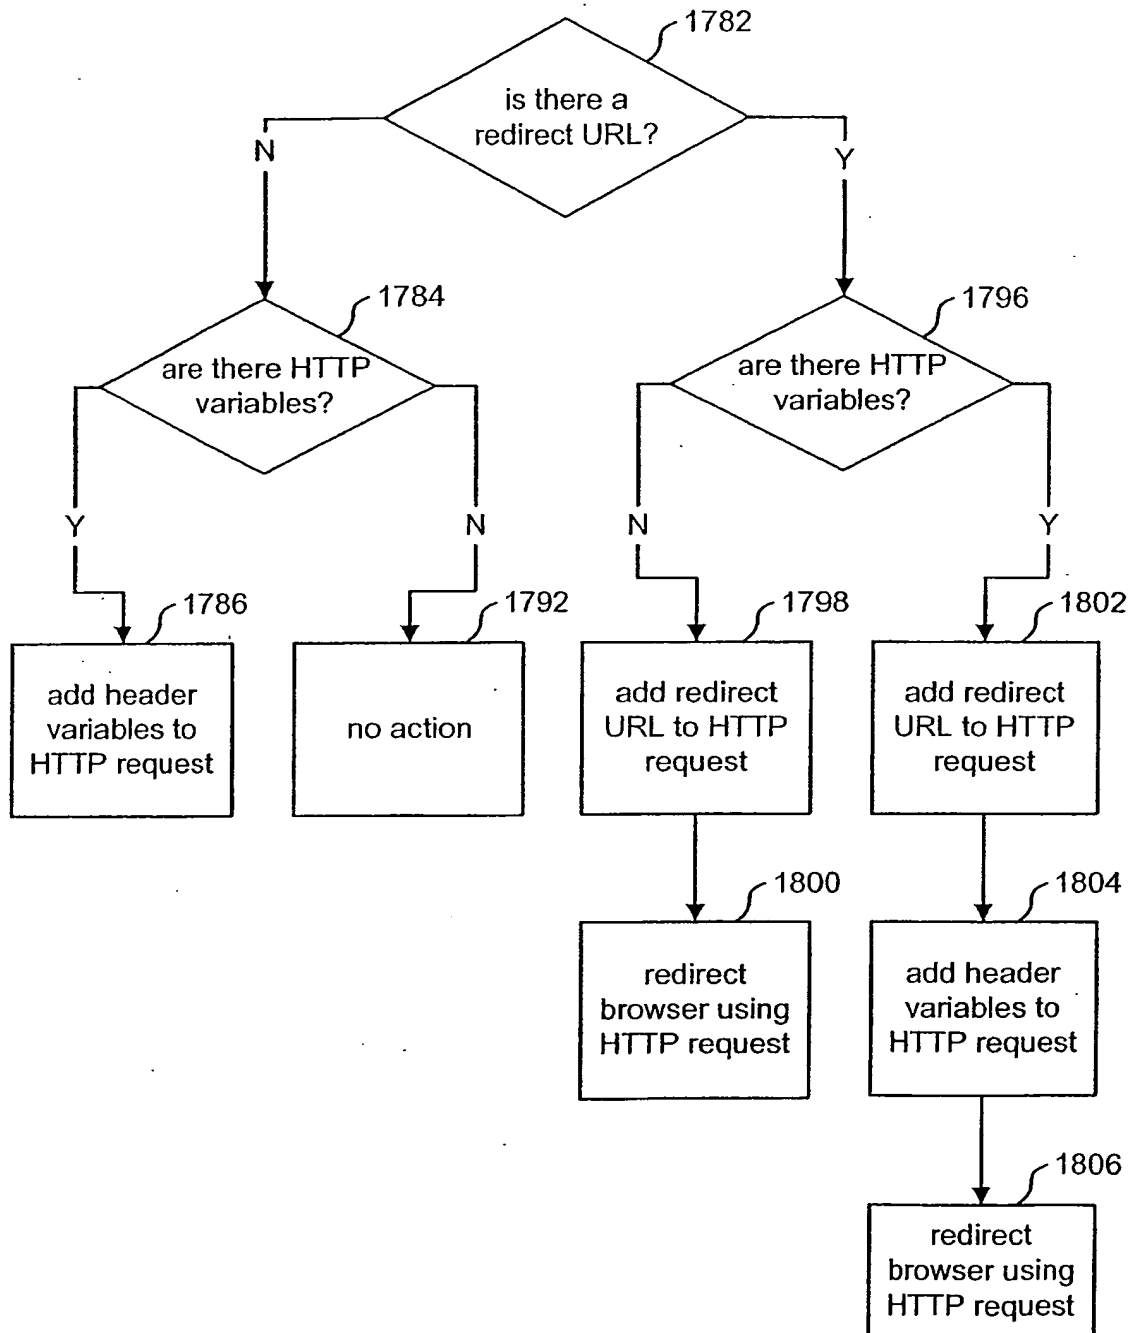 1782
is there a
redirect URL?
N
Y
1784
are there HTTP
variables?
1796
are there HTTP
variables?
Y
N
N
Y
1786
add header
variables to
HTTP request
1792
no action
1798
add redirect
URL to HTTP
request
1802
add redirect
URL to HTTP
request
1800
redirect
browser using
HTTP request
1804
add header
variables to
HTTP request
1806
redirect
browser using
HTTP request